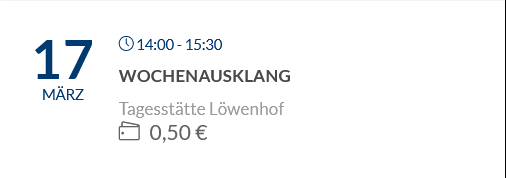 17
MÄRZ
14:00 - 15:30
WOCHENAUSKLANG
Tagesstätte Löwenhof
0,50 €